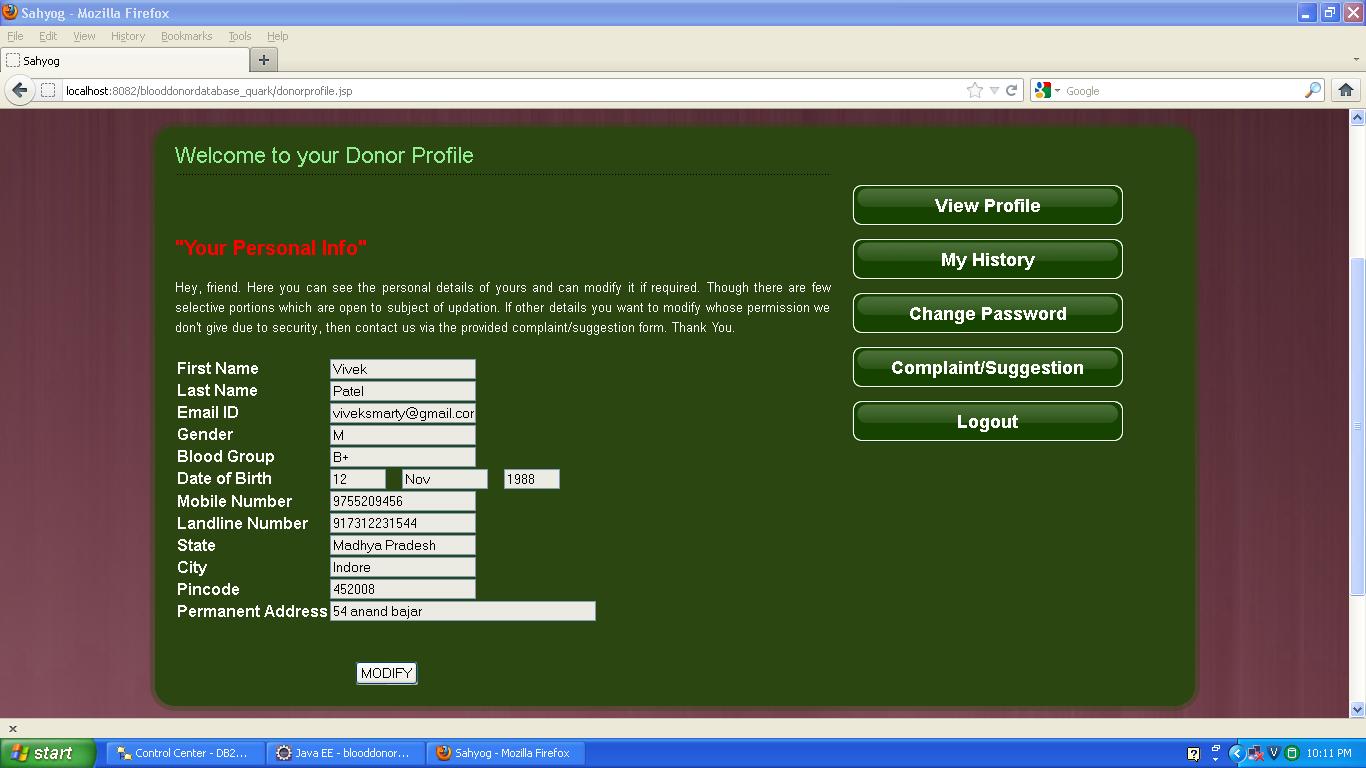 Sahyog - Mozilla Firefox
File Edit View History Bookmarks Tools Help
Sahyog
localhost:8082/blooddonordatabase_quark/donorprofile.jsp
Google
Welcome to your Donor Profile
"Your Personal Info"
Hey, friend. Here you can see the personal details of yours and can modify it if required. Though there are few
selective portions which are open to subject of updation. If other details you want to modify whose permission we
don't give due to security, then contact us via the provided complaint/suggestion form. Thank You.
First Name Vivek
Last Name Patel
Email ID viveksmarty@gmail.cor
Gender M
Blood Group B+
Date of Birth 12 Nov 1988
Mobile Number 9755209456
Landline Number 917312231544
State Madhya Pradesh
City Indore
Pincode 452008
Permanent Address 54 anand bajar
MODIFY
View Profile
My History
Change Password
Complaint/Suggestion
Logout
start Control Center - DB2... Java EE - blooddonor... Sahyog - Mozilla Firefox 10:11 PM